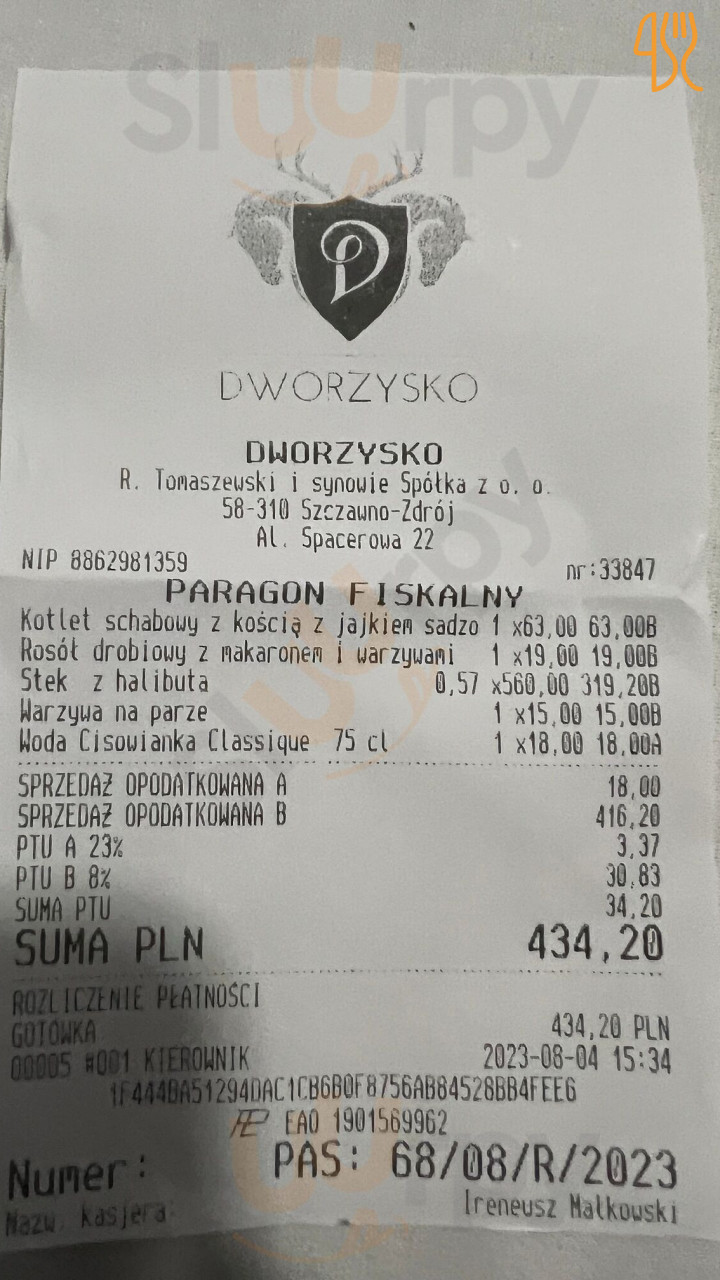 Sluurpy
D
DWORZYSKO
DWORZYSKO
R. Tomaszewski i synowie Spółka z o. o.
58-310 Szczawno-Zdrój
Al. Spacerowa 22
NIP 8862981359 nr:33847
PARAGON FISKALNY
Kotlet schabowy z kością z jajkiem sadzo 1 x63,00 63,00B
Rosół drobiowy z makaronem i warzywami 1 x19,00 19,00B
Stek z halibuta 0,57 x560,00 319,20B
Warzywa na parze 1 x15,00 15,00B
Woda Cisowianka Classique 75 cl 1 x18,00 18,00A
SPRZEDAŻ OPODATKOWANA A 18,00
SPRZEDAŻ OPODATKOWANA B 416,20
PTU A 23% 3,37
PTU B 8% 30,83
SUMA PTU 34,20
SUMA PLN 434,20
ROZLICZENIE PŁATNOŚCI
GOTÓWKA 434,20 PLN
00005 #001 KIEROWNIK 2023-08-04 15:34
1F444BA51294DAC1CB6B0F8756AB84528BB4FEE6
EAO 1901569962
Numer: PAS: 68/08/R/2023
Nazw. kasjera: Ireneusz Małkowski